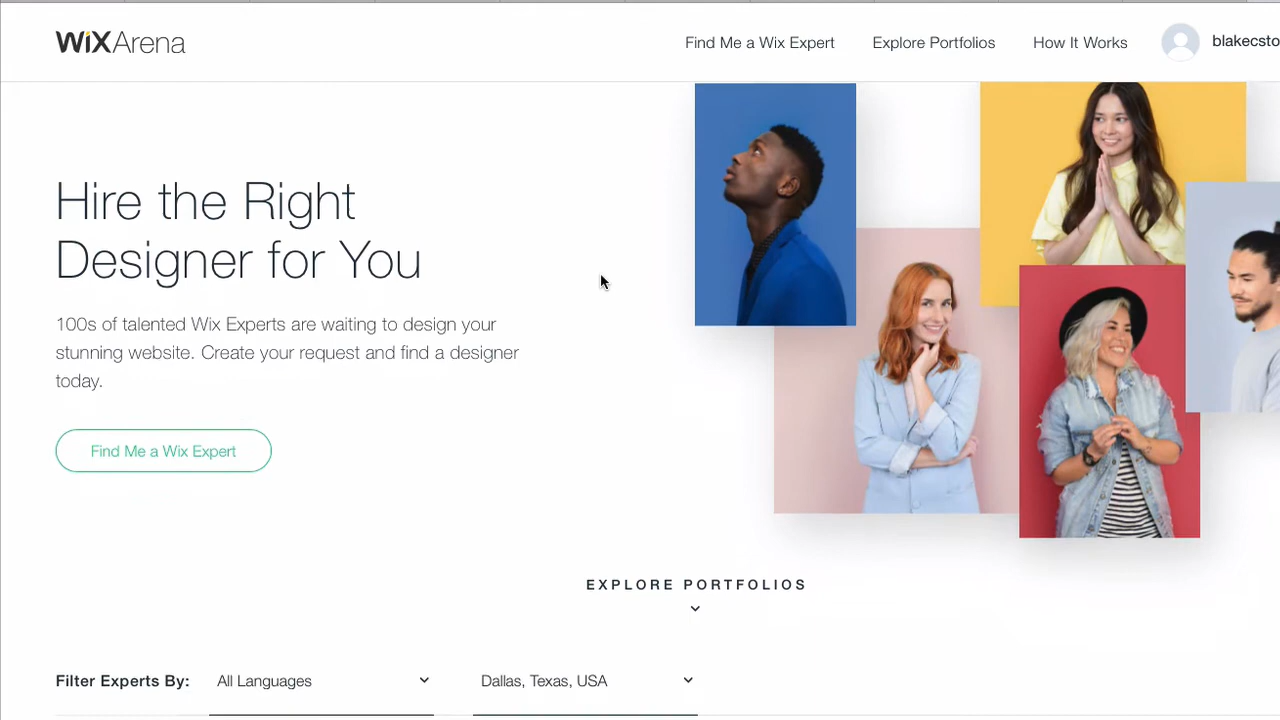 WiXArena
Find Me a Wix Expert
Explore Portfolios
How It Works
blakecsto
Hire the Right
Designer for You
100s of talented Wix Experts are waiting to design your
stunning website. Create your request and find a designer
today.
Find Me a Wix Expert
EXPLORE PORTFOLIOS
Filter Experts By:
All Languages
Dallas, Texas, USA